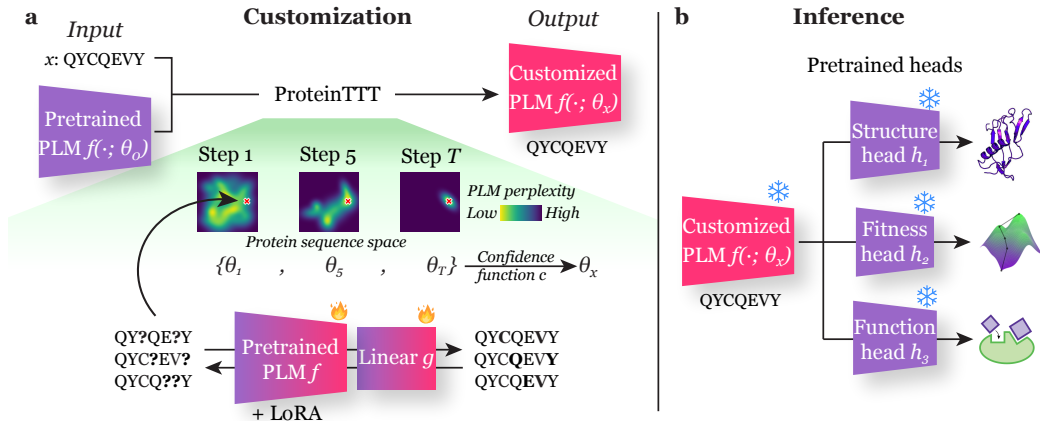 a
Customization
Input
Output
x: QYCQEVY
Pretrained
PLM f(·; θ₀)
ProteinTTT
Customized
PLM f(·; θₓ)
QYCQEVY
Step 1
Step 5
Step T
PLM perplexity
Low
High
Protein sequence space
{θ₁ , θ₅ , θ_T}
Confidence
function c
θₓ
QY?QE?Y
QYC?EV?
QYCQ??Y
Pretrained
PLM f
+ LoRA
Linear g
QYCQEVY
QYCQEVY
QYCQEVY
b
Inference
Pretrained heads
Customized
PLM f(·; θₓ)
QYCQEVY
Structure
head h₁
Fitness
head h₂
Function
head h₃